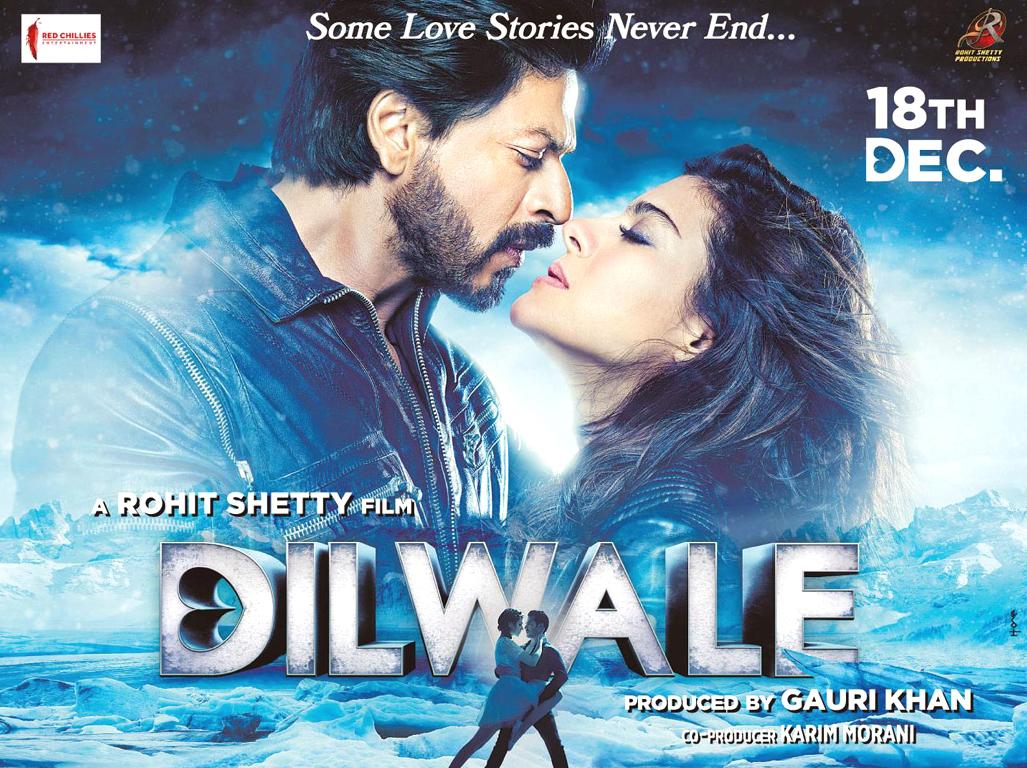 RED CHILLIES
ENTERTAINMENT
Some Love Stories Never End...
ROHIT SHETTY
PRODUCTIONS
18TH
DEC.
A ROHIT SHETTY FILM
DILWALE
PRODUCED BY GAURI KHAN
CO-PRODUCER KARIM MORANI